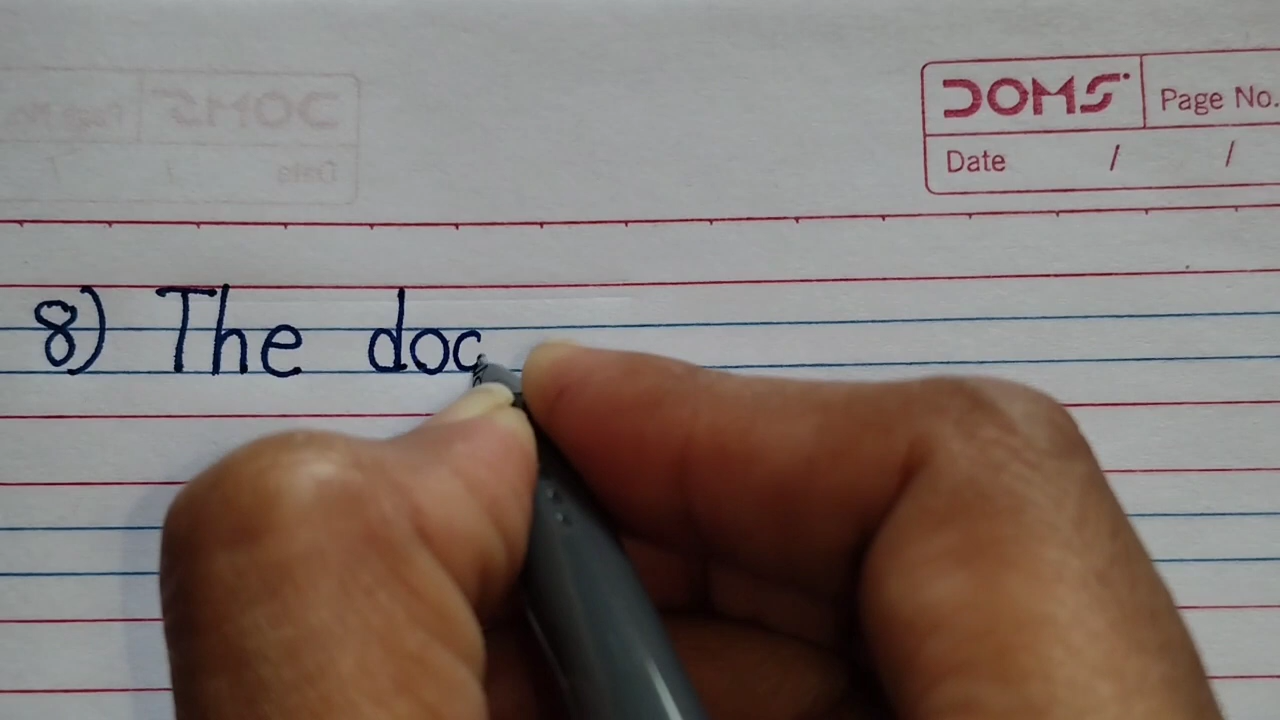 DOMS Page No.
Date / /
8) The doc